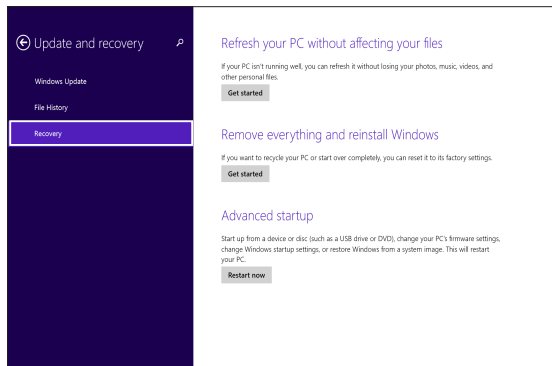 Update and recovery
Windows Update
File History
Recovery
Refresh your PC without affecting your files
If your PC isn't running well, you can refresh it without losing your photos, music, videos, and
other personal files.
Get started
Remove everything and reinstall Windows
If you want to recycle your PC or start over completely, you can reset it to its factory settings.
Get started
Advanced startup
Start up from a device or disc (such as a USB drive or DVD), change your PC's firmware settings,
change Windows startup settings, or restore Windows from a system image. This will restart
your PC.
Restart now